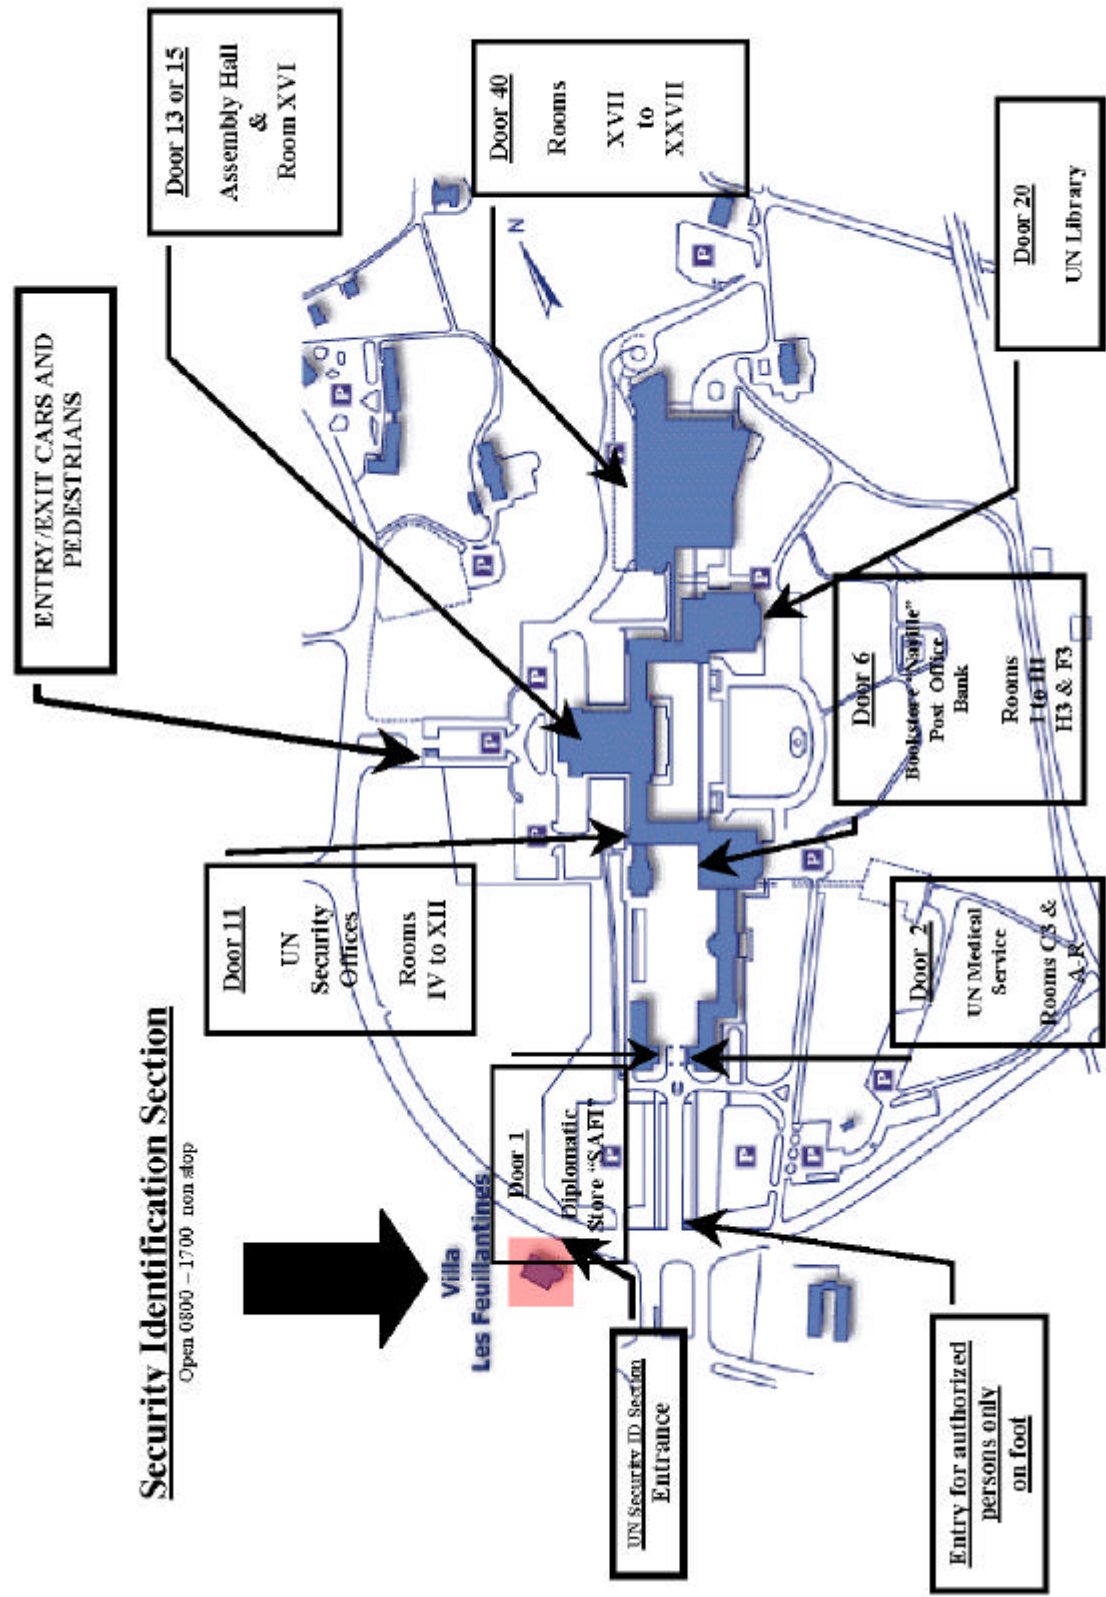 Security Identification Section
Open 0800 – 1700 non stop
ENTRY/EXIT CARS AND
PEDESTRIANS
Door 13 or 15
Assembly Hall
&
Room XVI
Door 11
UN
Security
Offices
Rooms
IV to XII
Villa
Les Feuillantines
Door 1
Diplomatic
Store “SAFI”
Door 40
Rooms
XVII
to
XXVII
N
P
P
P
P
P
P
P
P
P
P
P
P
P
UN Security ID Section
Entrance
Entry for authorized
persons only
on foot
Door 2
UN Medical
Service
Rooms C3 &
A-R
Door 6
Bookstore “Naville”
Post Office
Bank
Rooms
I to III
H3 & F3
Door 20
UN Library